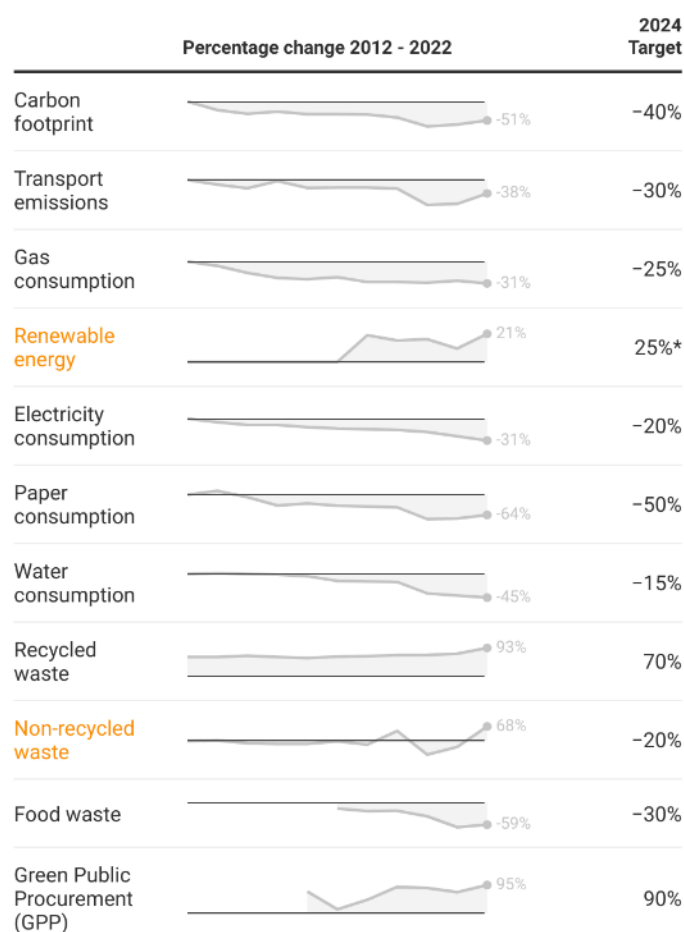 2024
Percentage change 2012 - 2022
Target
Carbon
footprint
-51%
−40%
Transport
emissions
-38%
−30%
Gas
consumption
-31%
−25%
Renewable
energy
21%
25%*
Electricity
consumption
-31%
−20%
Paper
consumption
-64%
−50%
Water
consumption
-45%
−15%
Recycled
waste
93%
70%
Non-recycled
waste
68%
−20%
Food waste
-59%
−30%
Green Public
Procurement
(GPP)
95%
90%